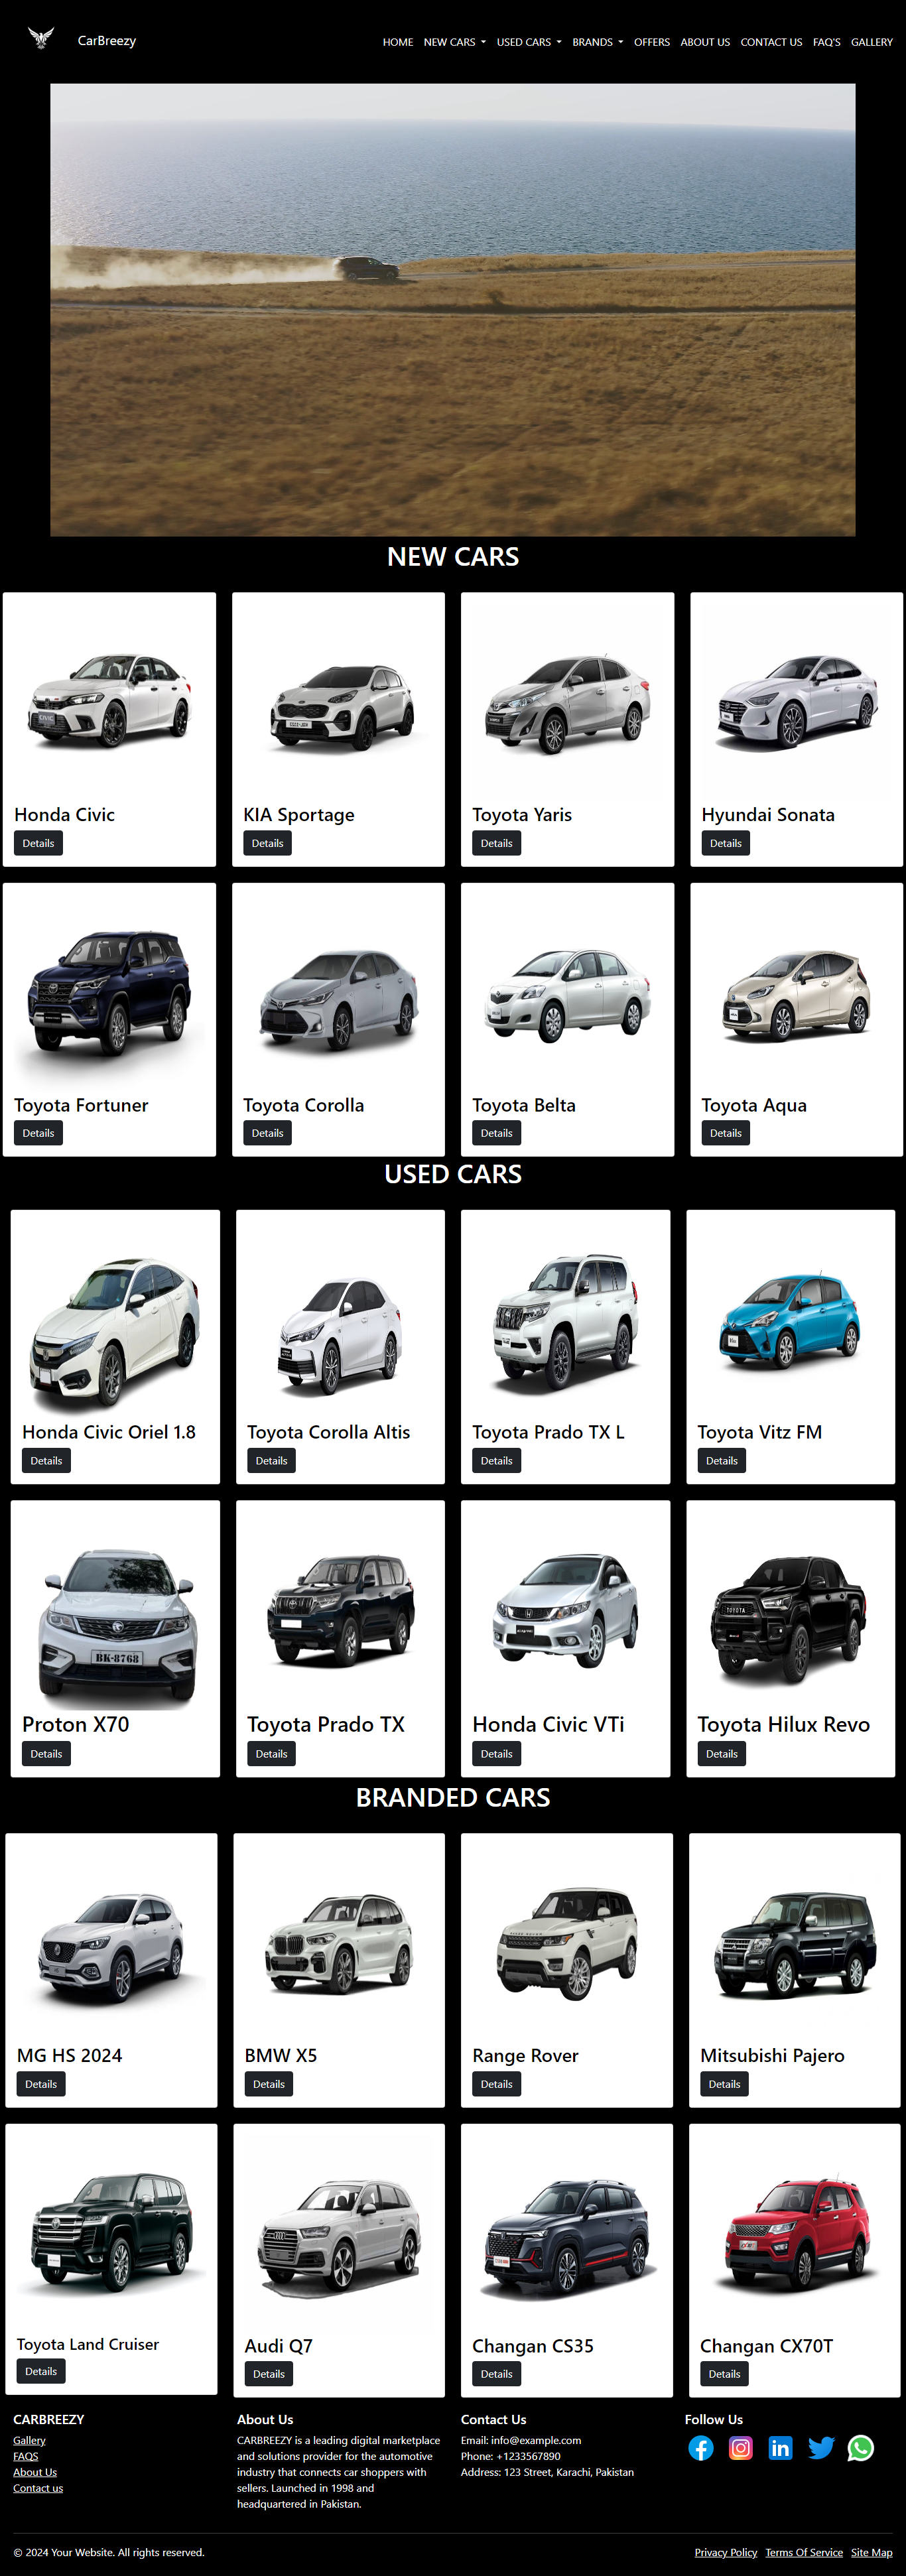 CarBreezy
HOME NEW CARS USED CARS BRANDS OFFERS ABOUT US CONTACT US FAQ'S GALLERY
NEW CARS
Honda Civic
KIA Sportage
Toyota Yaris
Hyundai Sonata
Details
Details
Details
Details
Toyota Fortuner
Toyota Corolla
Toyota Belta
Toyota Aqua
Details
Details
Details
Details
USED CARS
Honda Civic Oriel 1.8
Toyota Corolla Altis
Toyota Prado TX L
Toyota Vitz FM
Details
Details
Details
Details
TOYOTA
BK-8768
Proton X70
Toyota Prado TX
Honda Civic VTi
Toyota Hilux Revo
Details
Details
Details
Details
BRANDED CARS
MG HS 2024
BMW X5
Range Rover
Mitsubishi Pajero
Details
Details
Details
Details
Toyota Land Cruiser
Audi Q7
Changan CS35
Changan CX70T
Details
Details
Details
Details
CARBREEZY
Gallery
FAQS
About Us
Contact us
About Us
CARBREEZY is a leading digital marketplace
and solutions provider for the automotive
industry that connects car shoppers with
sellers. Launched in 1998 and
headquartered in Pakistan.
Contact Us
Email: info@example.com
Phone: +1233567890
Address: 123 Street, Karachi, Pakistan
Follow Us
© 2024 Your Website. All rights reserved.
Privacy Policy Terms Of Service Site Map